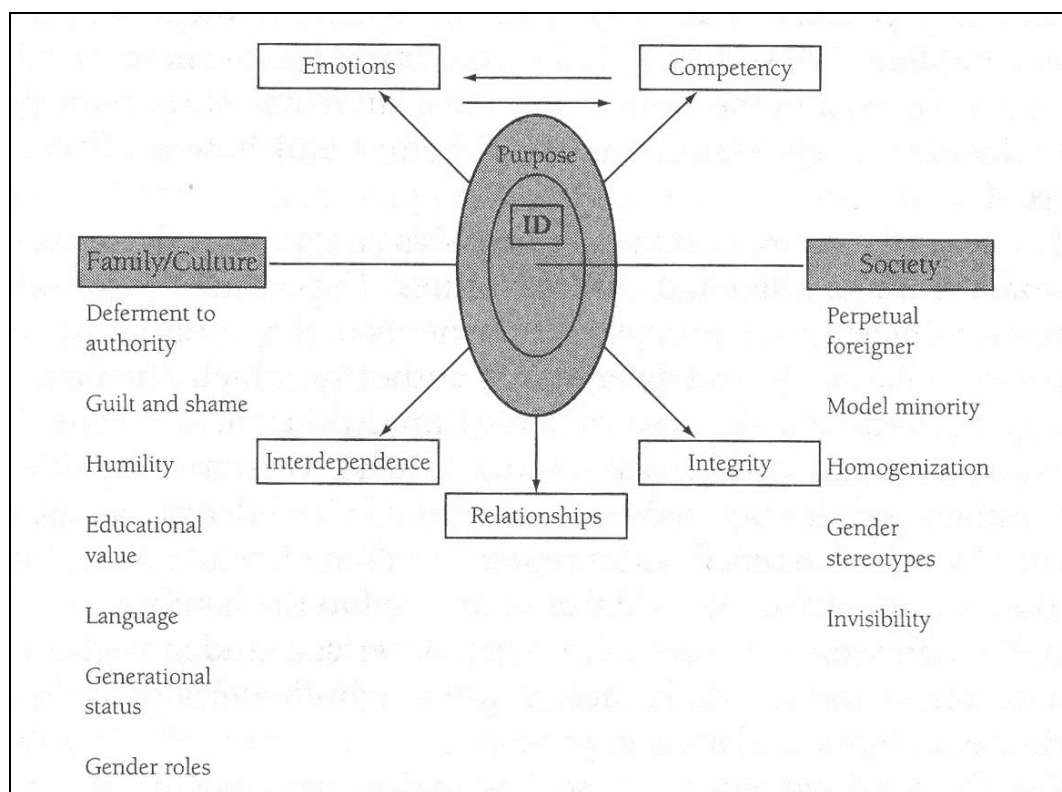 Emotions
Competency
Purpose
ID
Family/Culture
Society
Deferment to
authority
Guilt and shame
Humility
Educational
value
Language
Generational
status
Gender roles
Interdependence
Relationships
Integrity
Perpetual
foreigner
Model minority
Homogenization
Gender
stereotypes
Invisibility